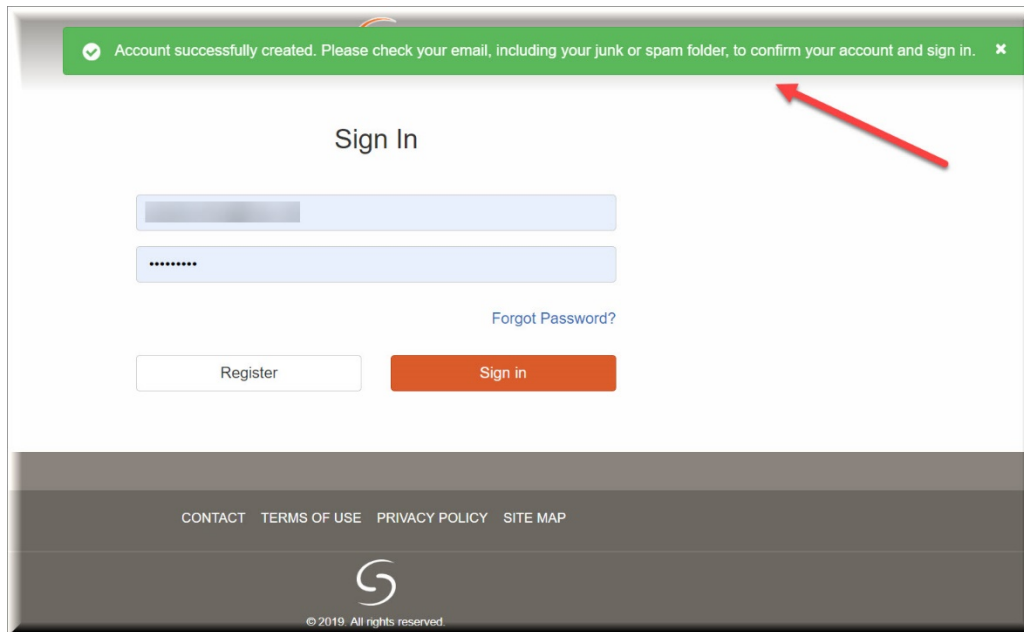 Account successfully created. Please check your email, including your junk or spam folder, to confirm your account and sign in. ×
Sign In
•••••••••
Forgot Password?
Register Sign in
CONTACT TERMS OF USE PRIVACY POLICY SITE MAP
© 2019. All rights reserved.